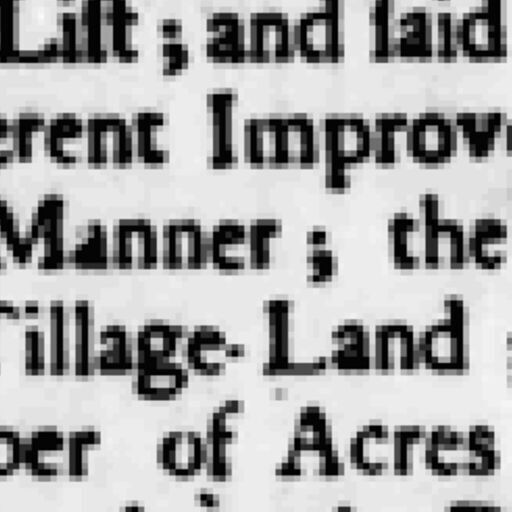 Lift ; and laid
erent Improv
Manner ; the
illage Land
ber of Acres